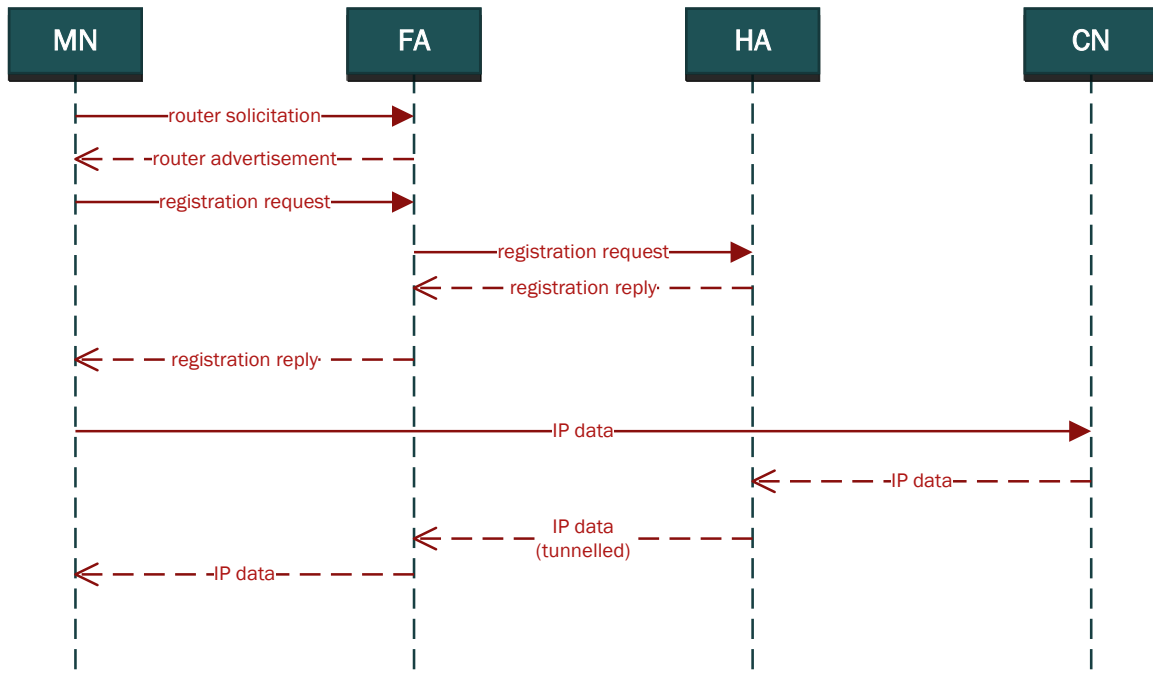 MN
FA
HA
CN
router solicitation
router advertisement
registration request
registration request
registration reply
registration reply
IP data
IP data
IP data
(tunnelled)
IP data